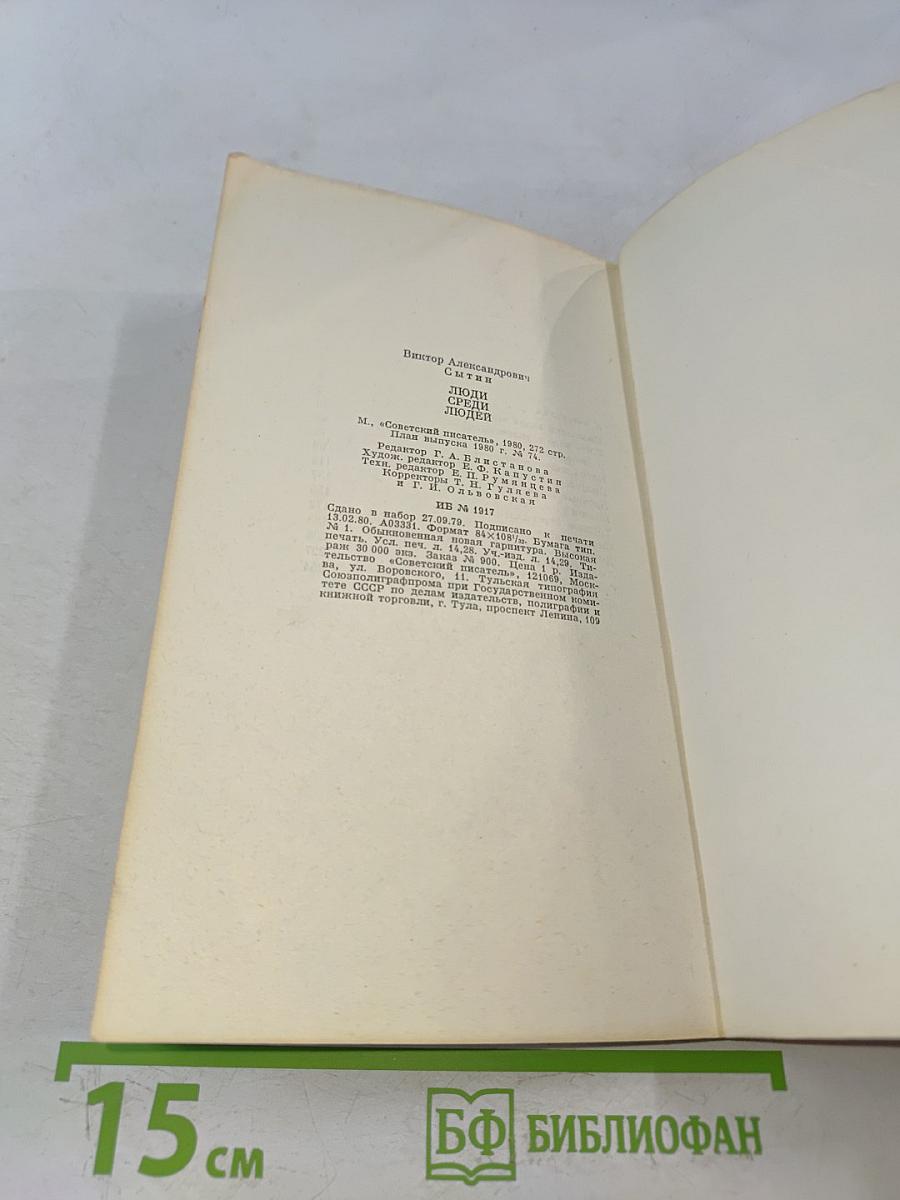 Виктор Александрович
Сытин
ЛЮДИ
СРЕДИ
ЛЮДЕЙ
М., «Советский писатель», 1980, 272 стр.
План выпуска 1980 г. № 74.
Редактор Г. А. Блистанова
Худож. редактор Е. Ф. Капустин
Техн. редактор Е. П. Румянцева
Корректоры Т. Н. Гуляева
и Г. И. Ольвовская
ИБ № 1917
Сдано в набор 27.09.79. Подписано к печати
13.02.80. А03331. Формат 84×108¹/₃₂. Бумага тип.
№ 1. Обыкновенная новая гарнитура. Высокая
печать. Усл. печ. л. 14,28. Уч.-изд. л. 14,29. Ти-
раж 30 000 экз. Заказ № 900. Цена 1 р. Изда-
тельство «Советский писатель», 121069, Моск-
ва, ул. Воровского, 11. Тульская типография
Союзполиграфпрома при Государственном коми-
тете СССР по делам издательств, полиграфии и
книжной торговли, г. Тула, проспект Ленина, 109
15 см
БФ БИБЛИОФАН